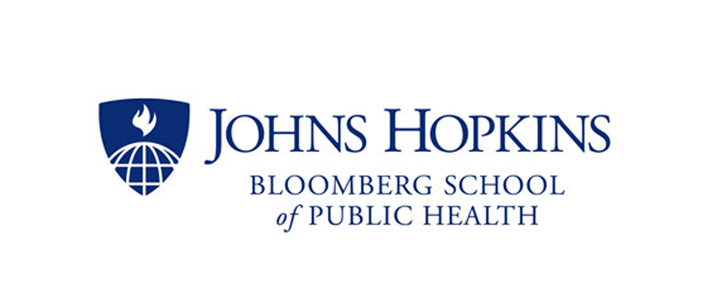 JOHNS HOPKINS
BLOOMBERG SCHOOL
of PUBLIC HEALTH